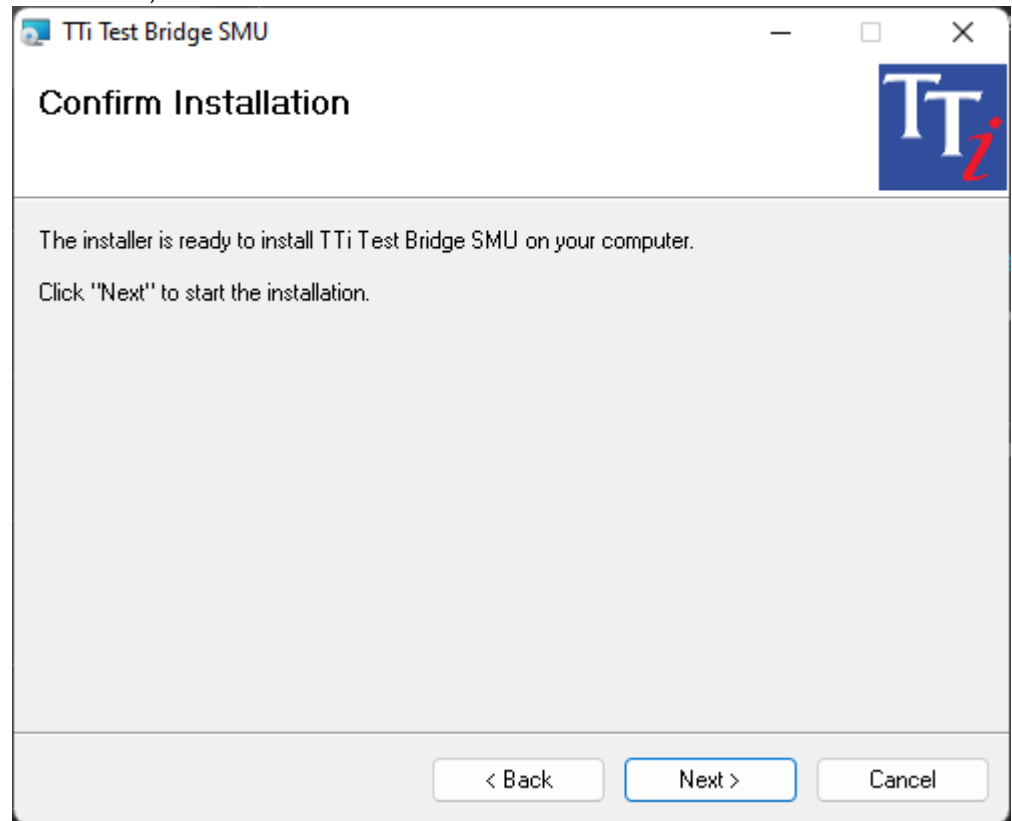 TTi Test Bridge SMU
Confirm Installation
TTi
The installer is ready to install TTi Test Bridge SMU on your computer.
Click "Next" to start the installation.
< Back
Next >
Cancel